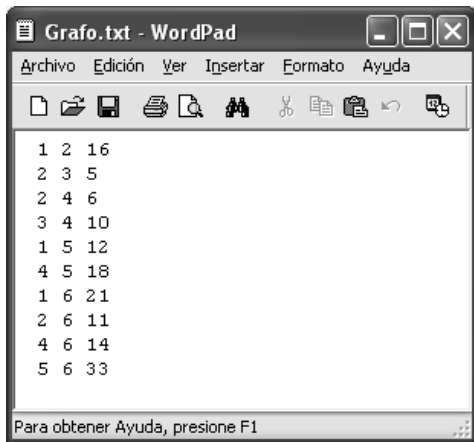 Grafo.txt - WordPad
Archivo Edición Ver Insertar Formato Ayuda
1 2 16
2 3 5
2 4 6
3 4 10
1 5 12
4 5 18
1 6 21
2 6 11
4 6 14
5 6 33
Para obtener Ayuda, presione F1